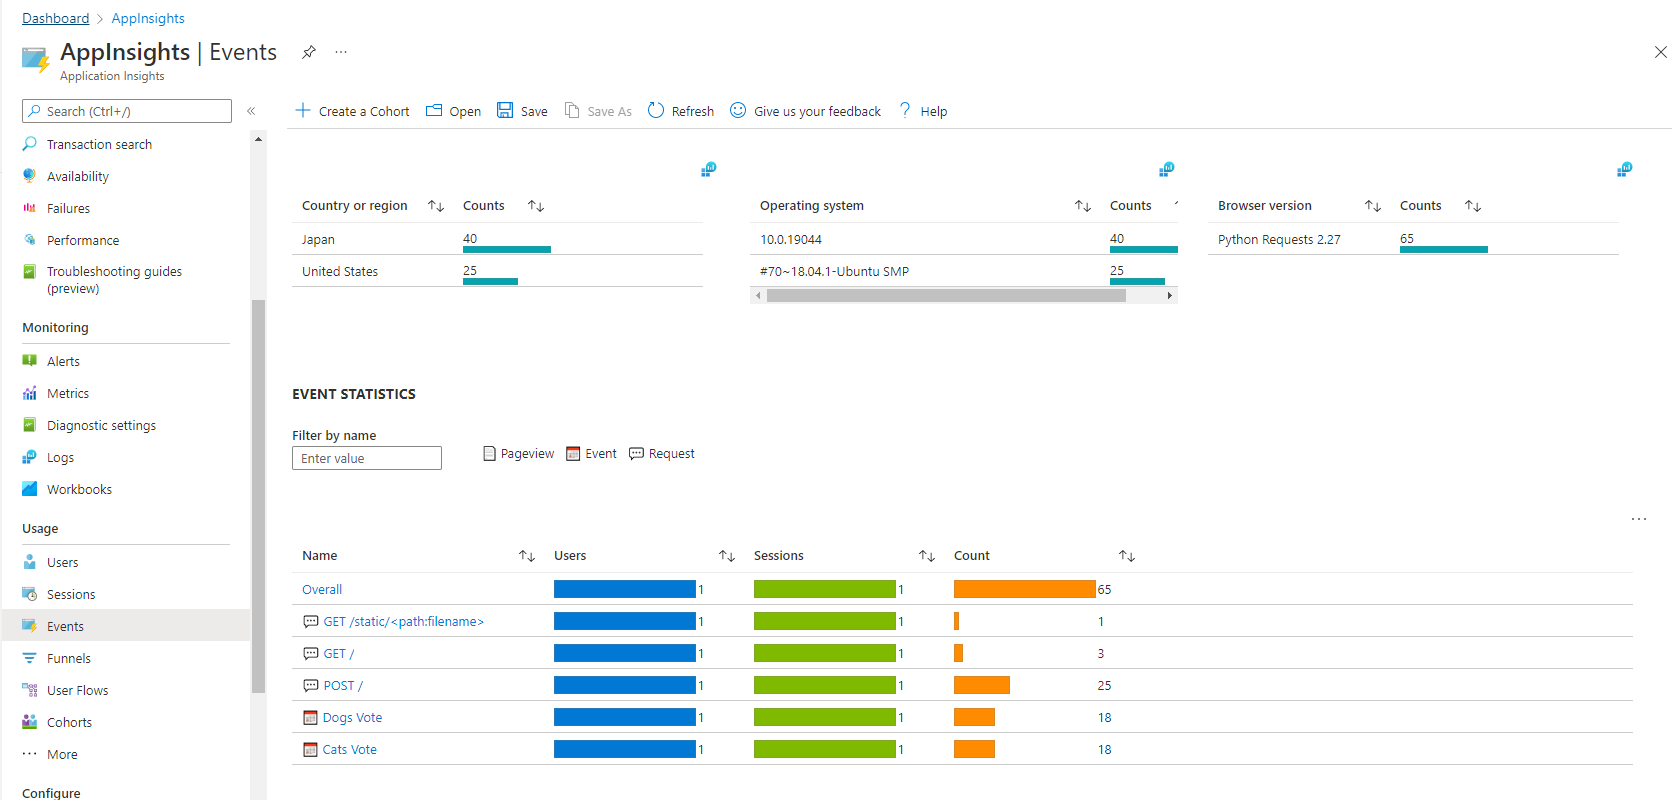 Dashboard > AppInsights
AppInsights | Events
Application Insights
Search (Ctrl+/)
Transaction search
Availability
Failures
Performance
Troubleshooting guides
(preview)
Monitoring
Alerts
Metrics
Diagnostic settings
Logs
Workbooks
Usage
Users
Sessions
Events
Funnels
User Flows
Cohorts
More
Configure
Create a Cohort Open Save Save As Refresh Give us your feedback ? Help
Country or region Counts
Japan 40
United States 25
Operating system Counts
10.0.19044 40
#70~18.04.1-Ubuntu SMP 25
Browser version Counts
Python Requests 2.27 65
EVENT STATISTICS
Filter by name
Enter value
Pageview Event Request
Name Users Sessions Count
Overall 1 1 65
GET /static/<path:filename> 1 1 1
GET / 1 1 3
POST / 1 1 25
Dogs Vote 1 1 18
Cats Vote 1 1 18